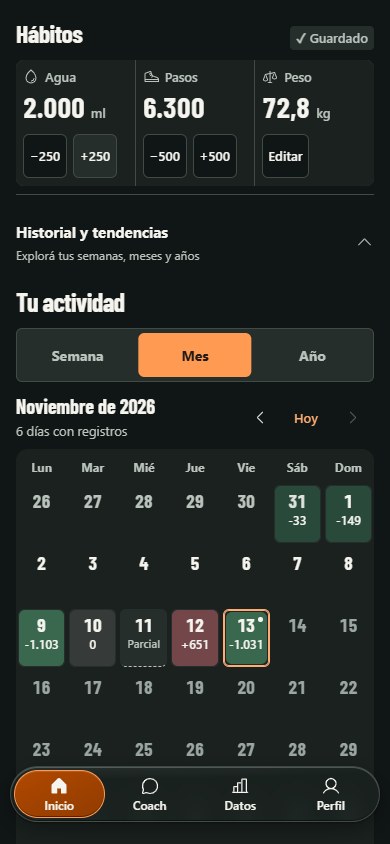 Hábitos
✓ Guardado
Agua
Pasos
Peso
2.000 ml
6.300
72,8 kg
−250
+250
−500
+500
Editar
Historial y tendencias
Explorá tus semanas, meses y años
Tu actividad
Semana
Mes
Año
Noviembre de 2026
6 días con registros
Hoy
Lun Mar Mié Jue Vie Sáb Dom
26 27 28 29 30 31 1
-33 -149
2 3 4 5 6 7 8
9 10 11 12 13 14 15
-1.103 0 Parcial +651 -1.031
16 17 18 19 20 21 22
23 24 25 26 27 28 29
Inicio
Coach
Datos
Perfil